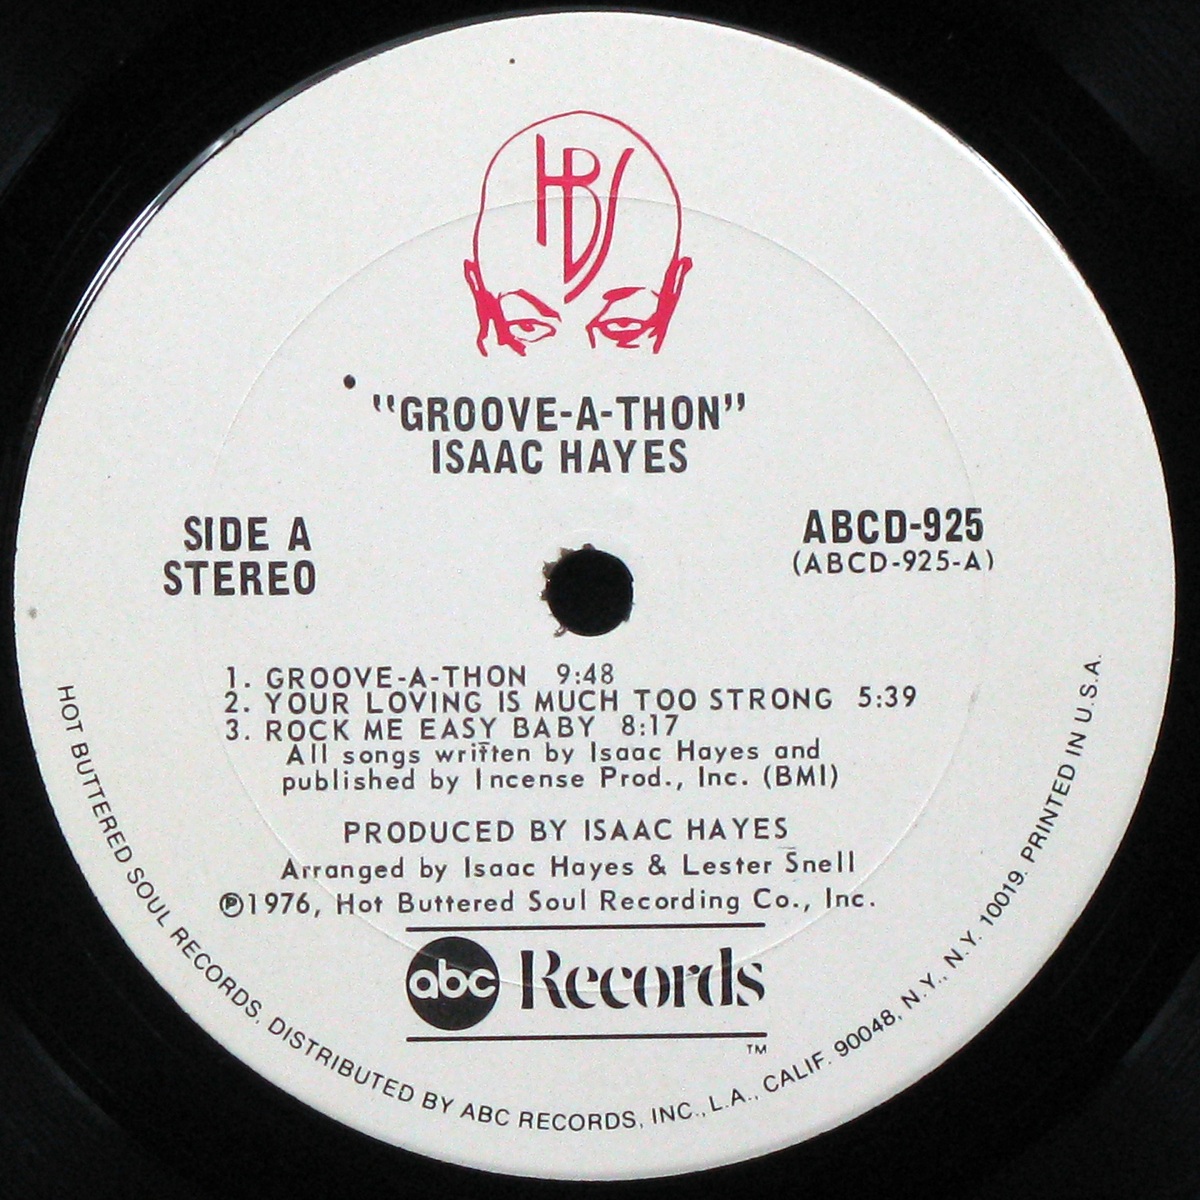 HBS
"GROOVE-A-THON"
ISAAC HAYES
SIDE A
STEREO
ABCD-925
(ABCD-925-A)
1. GROOVE-A-THON 9:48
2. YOUR LOVING IS MUCH TOO STRONG 5:39
3. ROCK ME EASY BABY 8:17
All songs written by Isaac Hayes and
published by Incense Prod., Inc. (BMI)
PRODUCED BY ISAAC HAYES
Arranged by Isaac Hayes & Lester Snell
℗1976, Hot Buttered Soul Recording Co., Inc.
abc Records
TM
HOT BUTTERED SOUL RECORDS. DISTRIBUTED BY ABC RECORDS, INC., L.A., CALIF. 90048, N.Y., N.Y. 10019. PRINTED IN U.S.A.